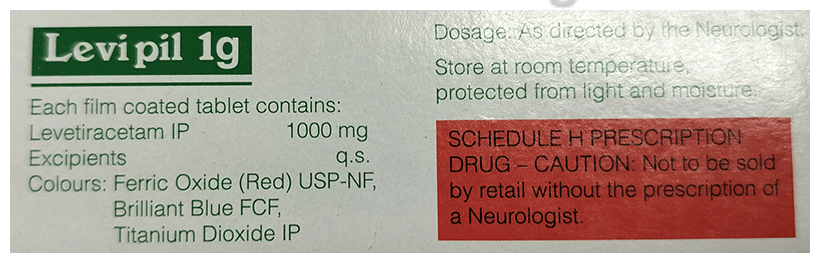 Levipil 1g
Each film coated tablet contains:
Levetiracetam IP 1000 mg
Excipients q.s.
Colours: Ferric Oxide (Red) USP-NF,
Brilliant Blue FCF,
Titanium Dioxide IP
Dosage: As directed by the Neurologist.
Store at room temperature,
protected from light and moisture.
SCHEDULE H PRESCRIPTION
DRUG – CAUTION: Not to be sold
by retail without the prescription of
a Neurologist.